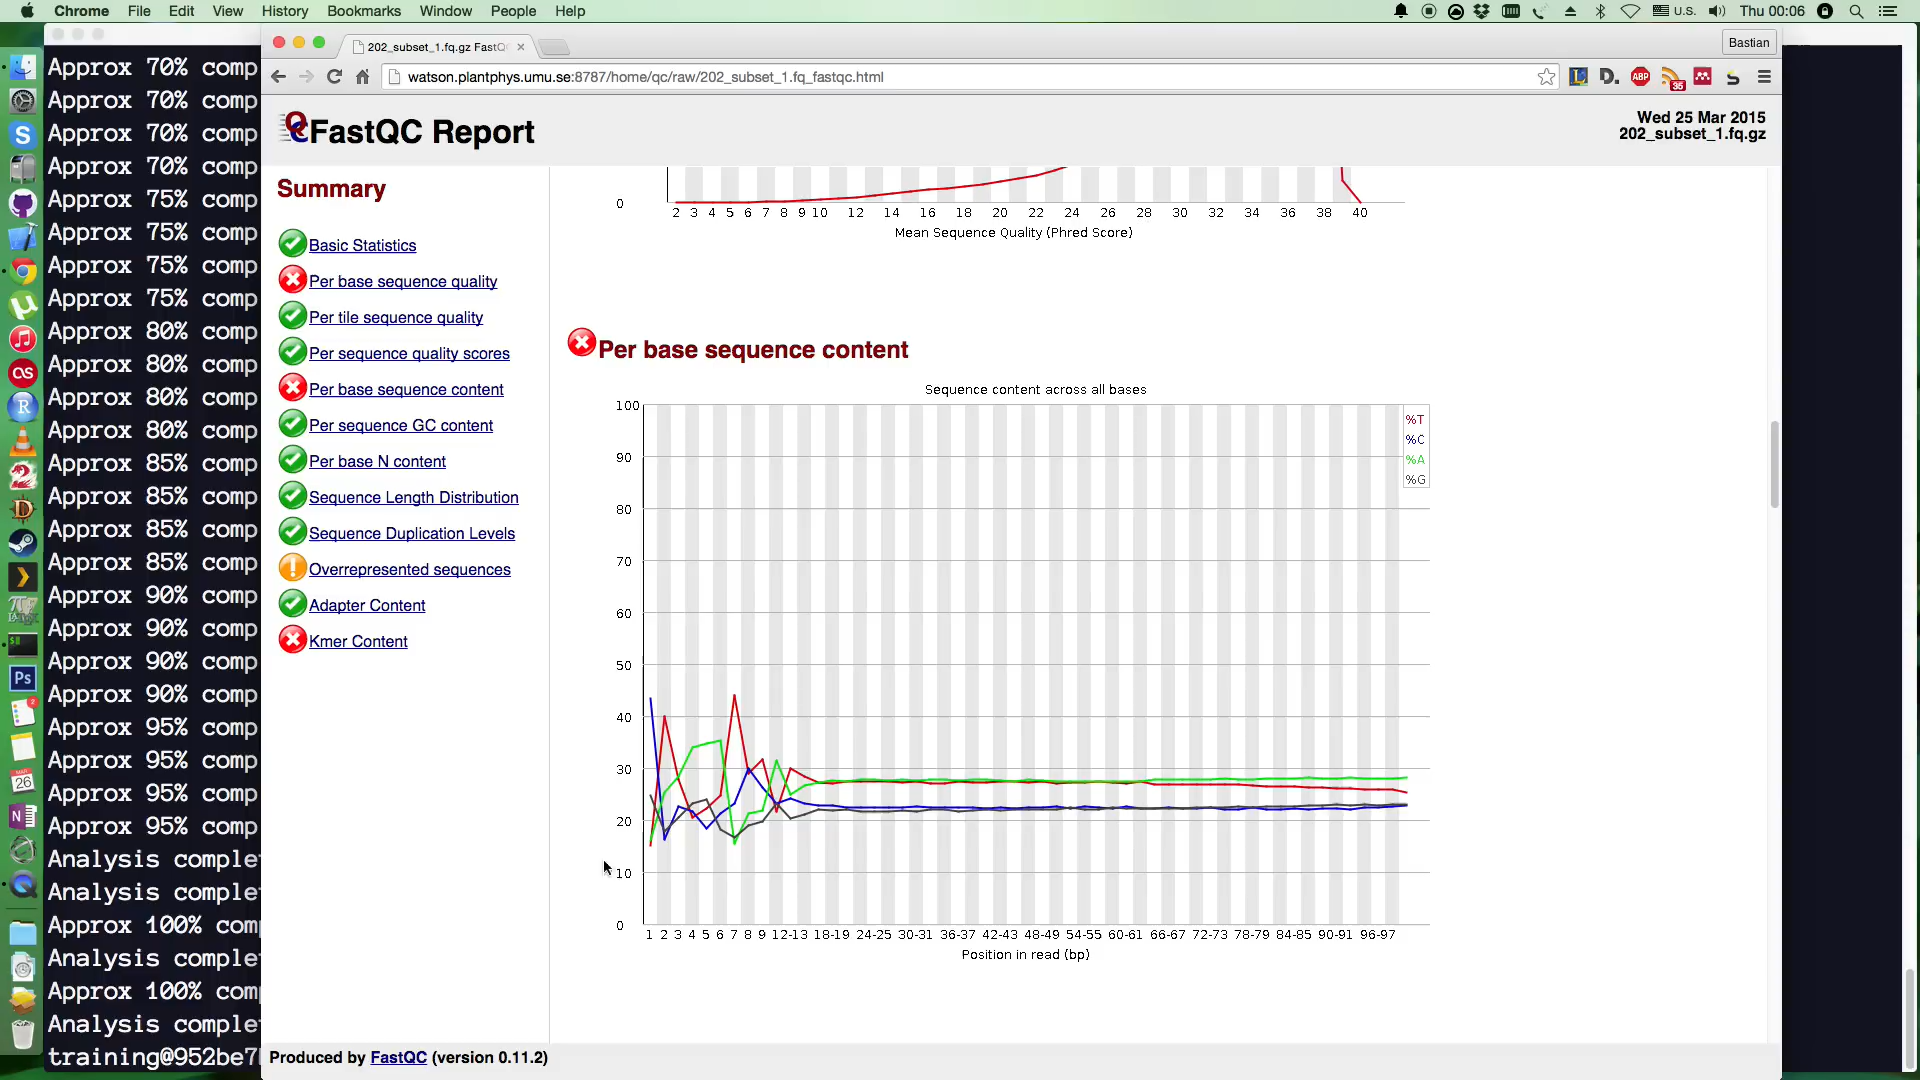 Chrome File Edit View History Bookmarks Window People Help
U.S. Thu 00:06
202_subset_1.fq.gz FastQ
Bastian
watson.plantphys.umu.se:8787/home/qc/raw/202_subset_1.fq_fastqc.html
D. ABP 35
FastQC Report
Wed 25 Mar 2015
202_subset_1.fq.gz
Summary
Basic Statistics
Per base sequence quality
Per tile sequence quality
Per sequence quality scores
Per base sequence content
Per sequence GC content
Per base N content
Sequence Length Distribution
Sequence Duplication Levels
Overrepresented sequences
Adapter Content
Kmer Content
0
2 3 4 5 6 7 8 9 10 12 14 16 18 20 22 24 26 28 30 32 34 36 38 40
Mean Sequence Quality (Phred Score)
Per base sequence content
Sequence content across all bases
100
90
80
70
60
50
40
30
20
10
0
%T
%C
%A
%G
1 2 3 4 5 6 7 8 9 12-13 18-19 24-25 30-31 36-37 42-43 48-49 54-55 60-61 66-67 72-73 78-79 84-85 90-91 96-97
Position in read (bp)
Produced by FastQC (version 0.11.2)
Approx 70% comp
Approx 70% comp
Approx 70% comp
Approx 70% comp
Approx 75% comp
Approx 75% comp
Approx 75% comp
Approx 75% comp
Approx 80% comp
Approx 80% comp
Approx 80% comp
Approx 80% comp
Approx 85% comp
Approx 85% comp
Approx 85% comp
Approx 85% comp
Approx 90% comp
Approx 90% comp
Approx 90% comp
Approx 90% comp
Approx 95% comp
Approx 95% comp
Approx 95% comp
Approx 95% comp
Analysis complet
Analysis complet
Approx 100% com
Analysis complet
Approx 100% com
Analysis complet
training@952be7